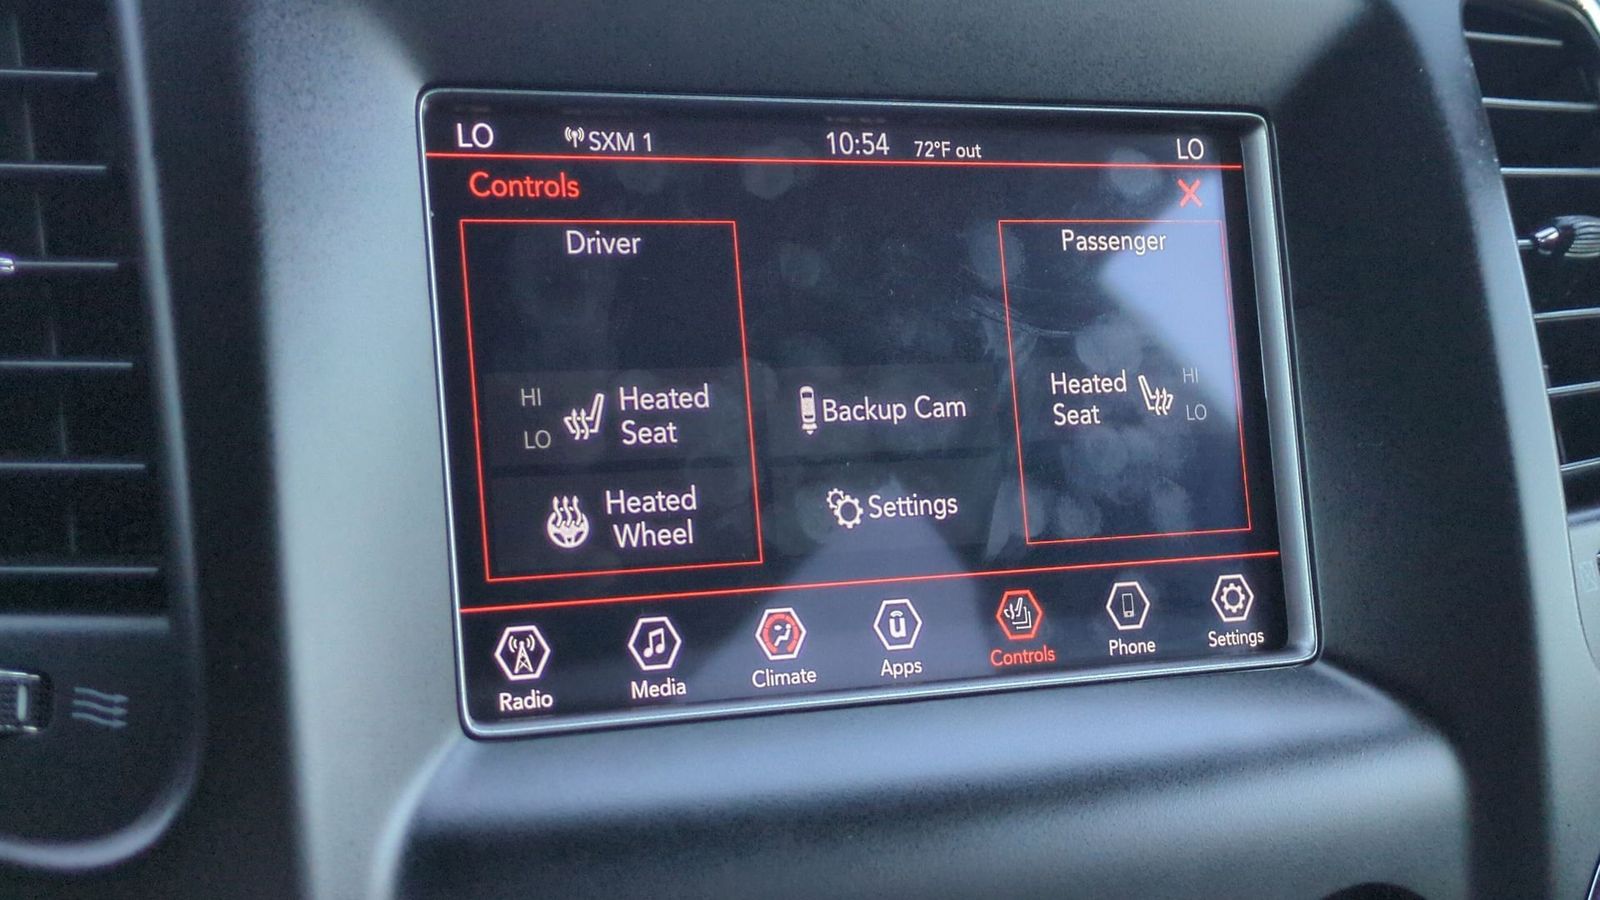 LO SXM 1 10:54 72°F out LO
Controls X
Driver
HI
LO
Heated
Seat
Heated
Wheel
Backup Cam
Settings
Passenger
Heated
Seat
HI
LO
Radio Media Climate Apps Controls Phone Settings